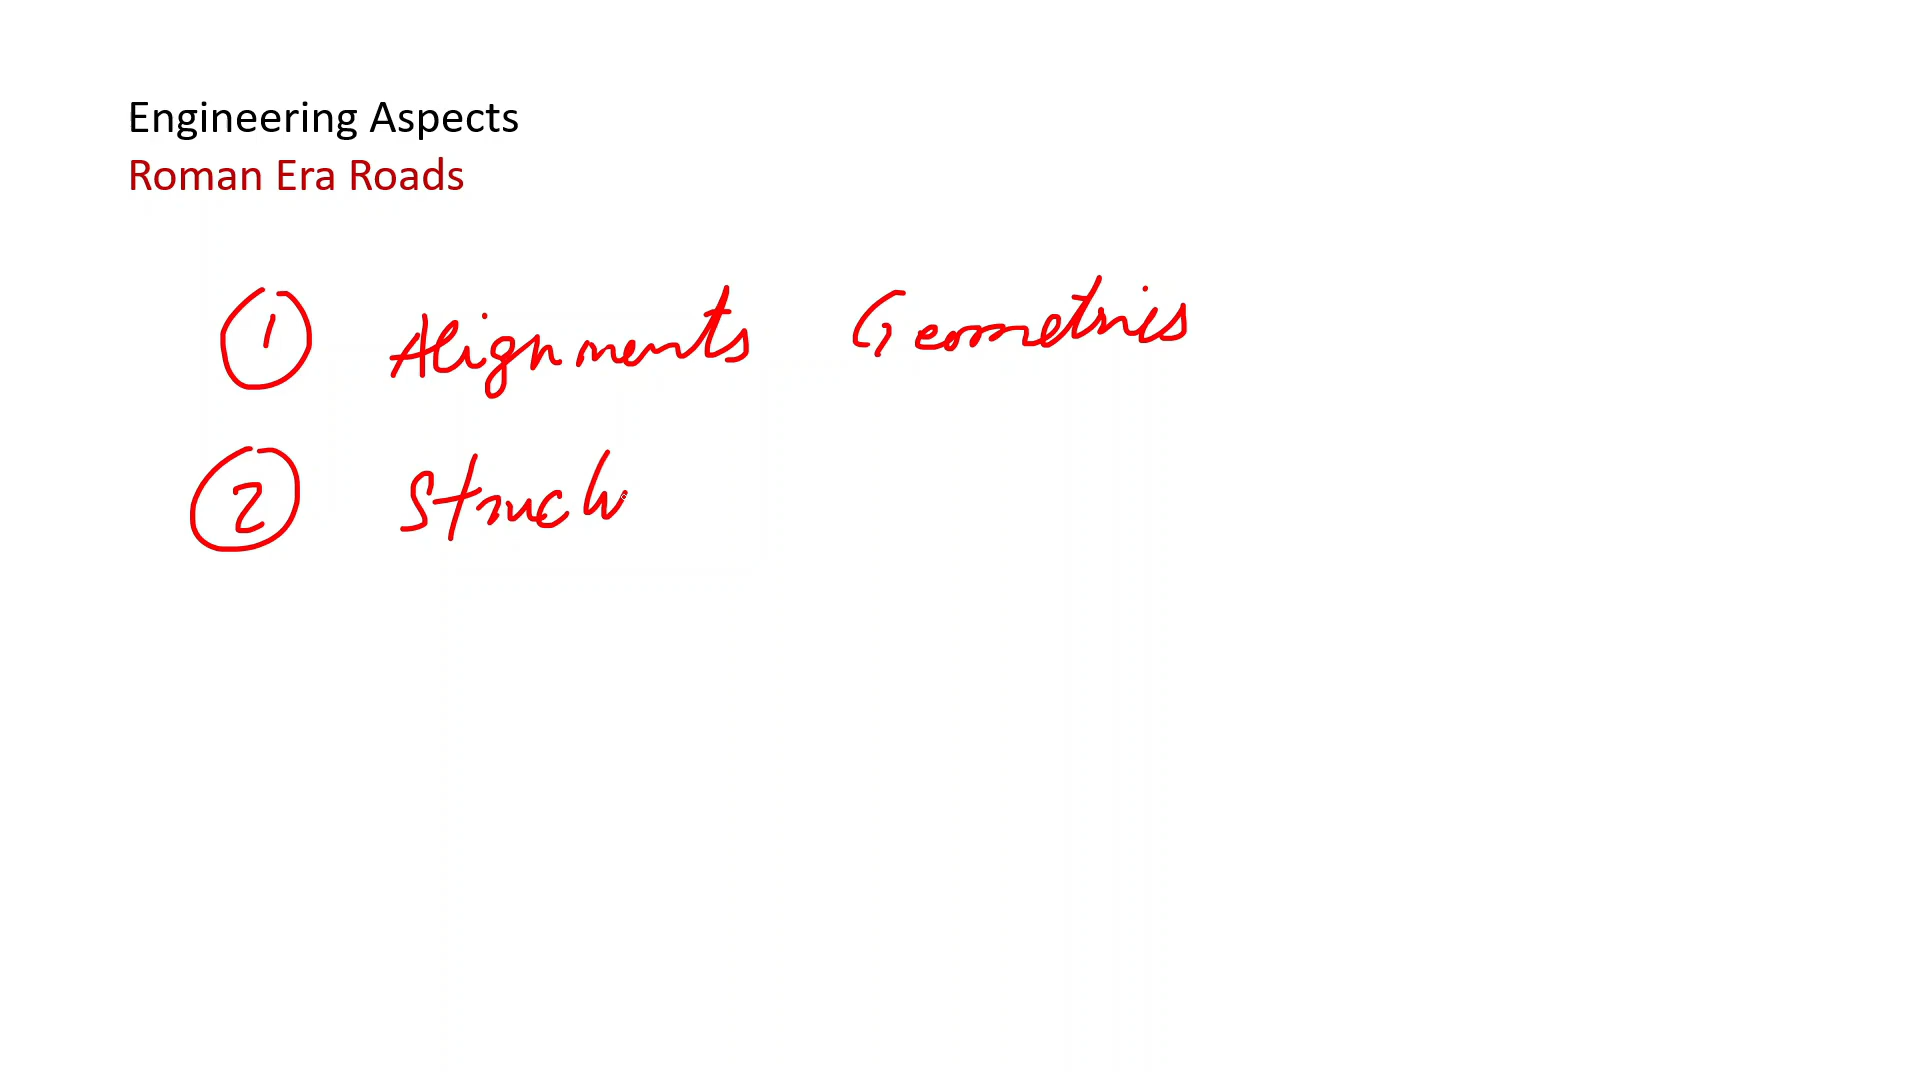 Engineering Aspects
Roman Era Roads
1 Alignments Geometrics
2 Structu